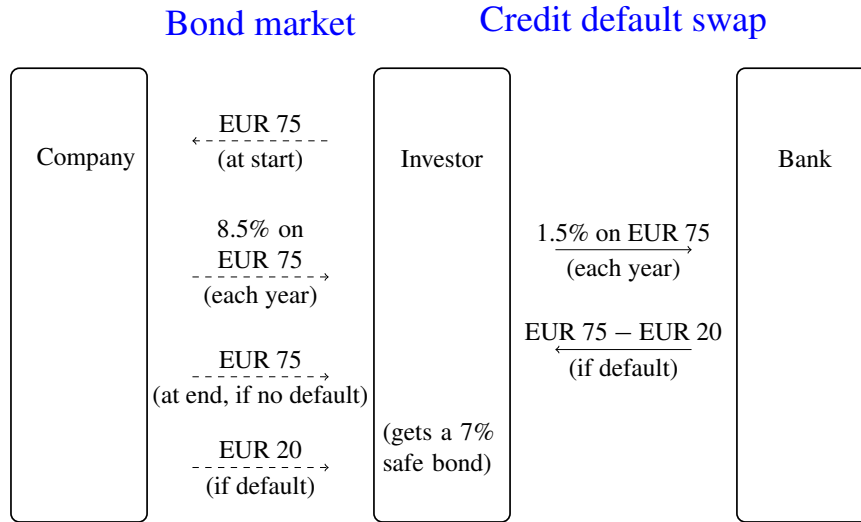 Bond market
Credit default swap
Company
EUR 75
(at start)
8.5% on
EUR 75
(each year)
EUR 75
(at end, if no default)
EUR 20
(if default)
Investor
(gets a 7%
safe bond)
1.5% on EUR 75
(each year)
EUR 75 − EUR 20
(if default)
Bank